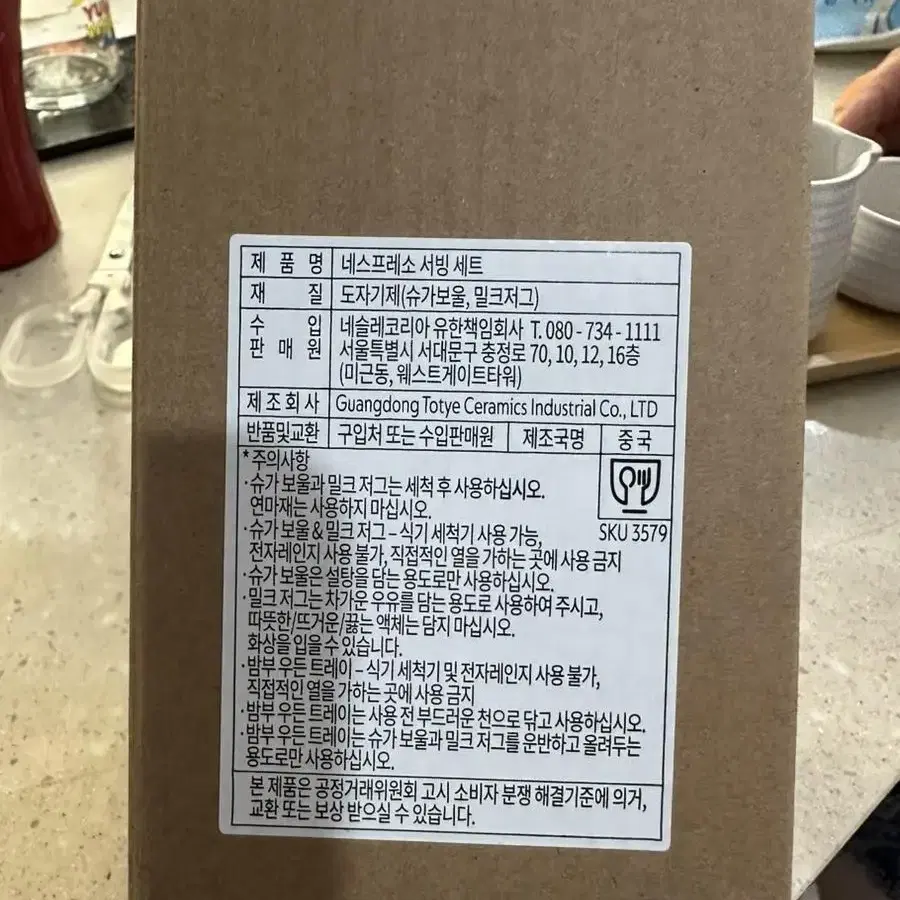 제품명 네스프레소 서빙 세트
재질 도자기제(슈가보울, 밀크저그)
수입판매원 네슬레코리아 유한책임회사 T. 080 - 734 - 1111
서울특별시 서대문구 충정로 70, 10, 12, 16층
(미근동, 웨스트게이트타워)
제조회사 Guangdong Totye Ceramics Industrial Co., LTD
반품및교환 구입처 또는 수입판매원 제조국명 중국
* 주의사항
·슈가 보울과 밀크 저그는 세척 후 사용하십시오.
연마재는 사용하지 마십시오.
SKU 3579
·슈가 보울 & 밀크 저그 – 식기 세척기 사용 가능,
전자레인지 사용 불가, 직접적인 열을 가하는 곳에 사용 금지
·슈가 보울은 설탕을 담는 용도로만 사용하십시오.
·밀크 저그는 차가운 우유를 담는 용도로 사용하여 주시고,
따뜻한/뜨거운/끓는 액체는 담지 마십시오.
화상을 입을 수 있습니다.
·밤부 우든 트레이 – 식기 세척기 및 전자레인지 사용 불가,
직접적인 열을 가하는 곳에 사용 금지
·밤부 우든 트레이는 사용 전 부드러운 천으로 닦고 사용하십시오.
·밤부 우든 트레이는 슈가 보울과 밀크 저그를 운반하고 올려두는
용도로만 사용하십시오.
본 제품은 공정거래위원회 고시 소비자 분쟁 해결기준에 의거,
교환 또는 보상 받으실 수 있습니다.